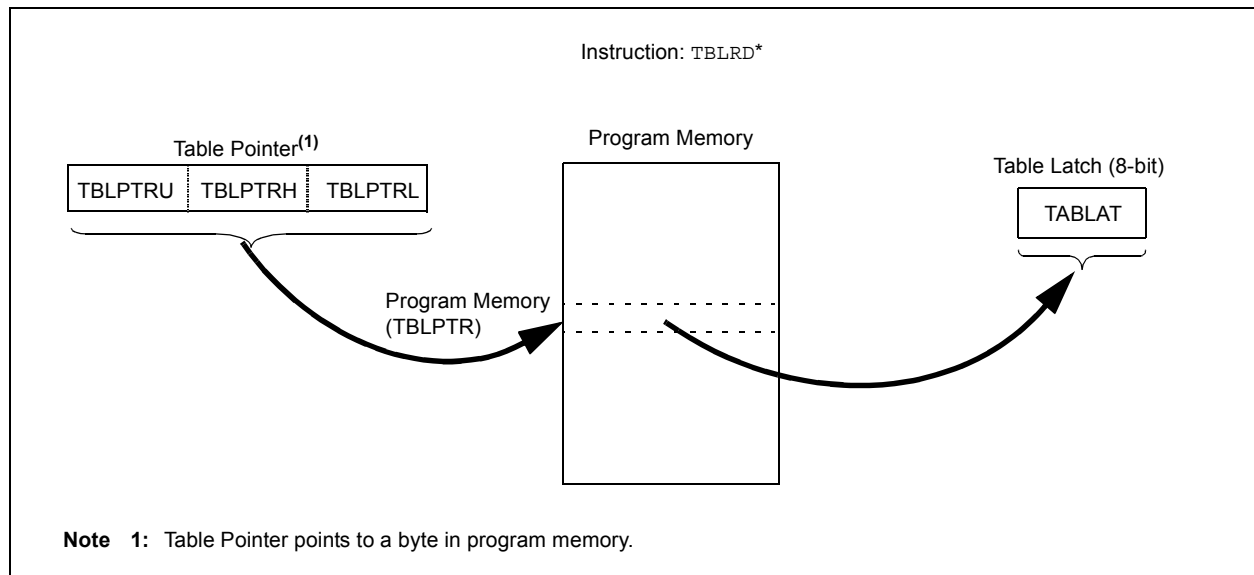 Instruction: TBLRD*
Table Pointer(1)
TBLPTRU TBLPTRH TBLPTRL
Program Memory
Table Latch (8-bit)
TABLAT
Program Memory
(TBLPTR)
Note 1: Table Pointer points to a byte in program memory.